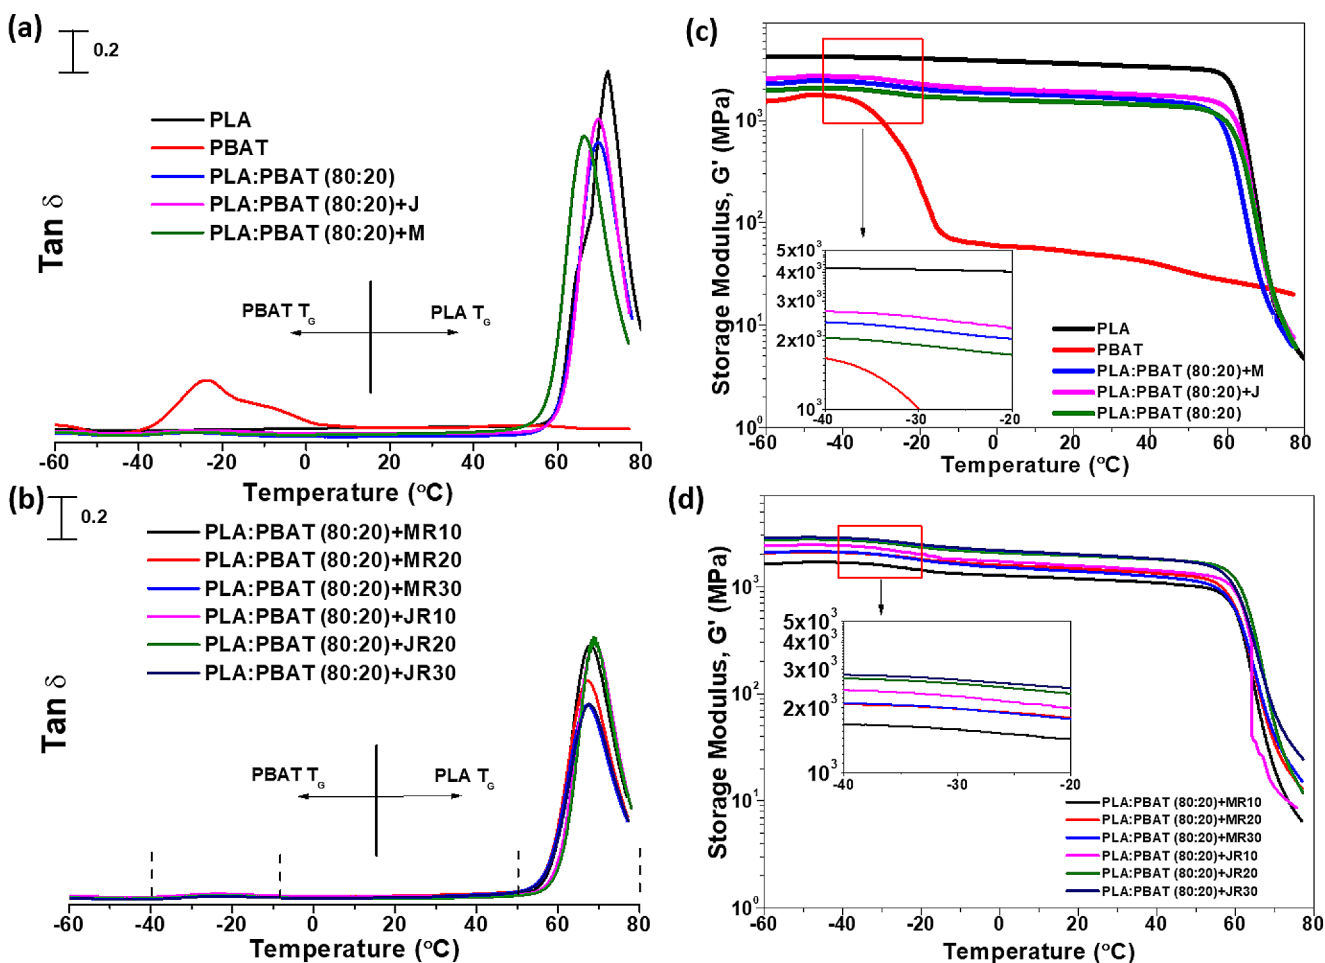 (a)
0.2
PLA
PBAT
PLA:PBAT (80:20)
PLA:PBAT (80:20)+J
PLA:PBAT (80:20)+M
Tan δ
PBAT T_G
PLA T_G
-60 -40 -20 0 20 40 60 80
Temperature (°C)
(b)
0.2
PLA:PBAT (80:20)+MR10
PLA:PBAT (80:20)+MR20
PLA:PBAT (80:20)+MR30
PLA:PBAT (80:20)+JR10
PLA:PBAT (80:20)+JR20
PLA:PBAT (80:20)+JR30
Tan δ
PBAT T_G
PLA T_G
-60 -40 -20 0 20 40 60 80
Temperature (°C)
(c)
Storage Modulus, G' (MPa)
10³
10²
10¹
10⁰
5x10³
4x10³
3x10³
2x10³
10³
-40 -30 -20
PLA
PBAT
PLA:PBAT (80:20)+M
PLA:PBAT (80:20)+J
PLA:PBAT (80:20)
-60 -40 -20 0 20 40 60 80
Temperature (°C)
(d)
Storage Modulus, G' (MPa)
10³
10²
10¹
10⁰
5x10³
4x10³
3x10³
2x10³
10³
-40 -30 -20
PLA:PBAT (80:20)+MR10
PLA:PBAT (80:20)+MR20
PLA:PBAT (80:20)+MR30
PLA:PBAT (80:20)+JR10
PLA:PBAT (80:20)+JR20
PLA:PBAT (80:20)+JR30
-60 -40 -20 0 20 40 60 80
Temperature (°C)